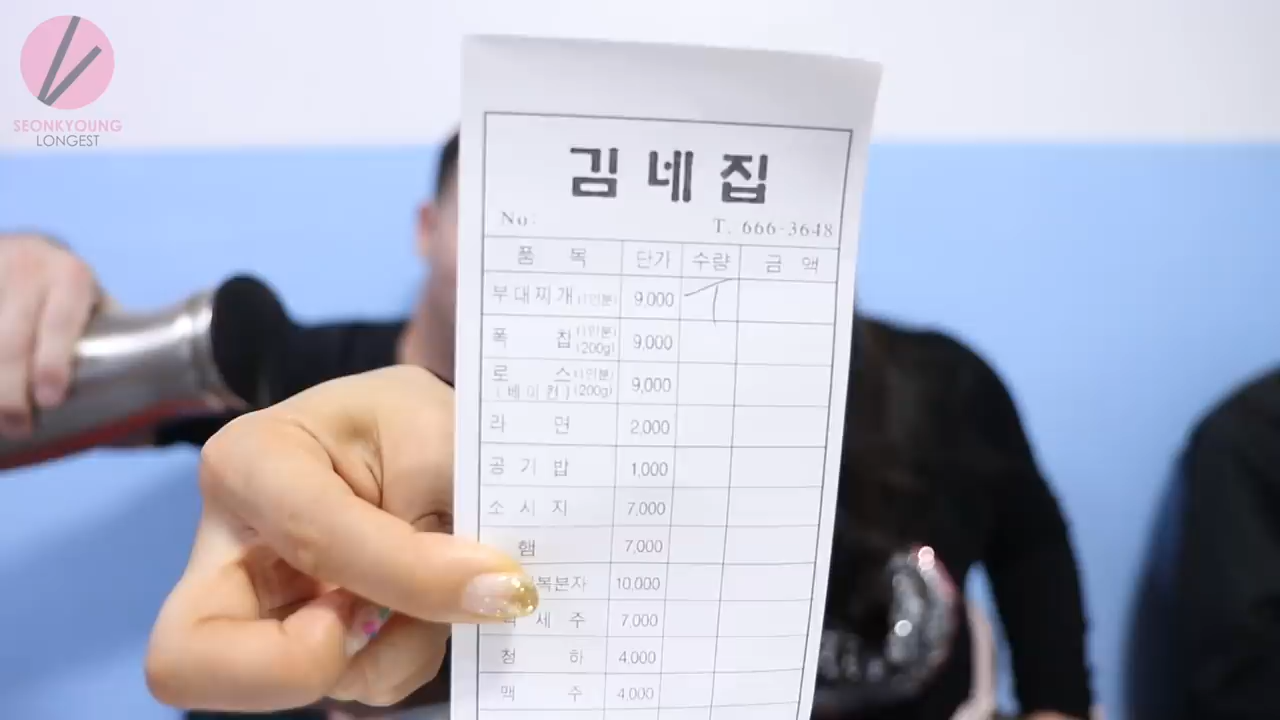 SEONKYOUNG
LONGEST
김네집
No:
T. 666-3648
품 목 단가 수량 금 액
부대찌개(1인분) 9,000
폭 찹(1인분)(200g) 9,000
로 스(1인분)(베이컨)(200g) 9,000
라 면 2,000
공 기 밥 1,000
소 시 지 7,000
햄 7,000
복분자 10,000
세 주 7,000
청 하 4,000
맥 주 4,000